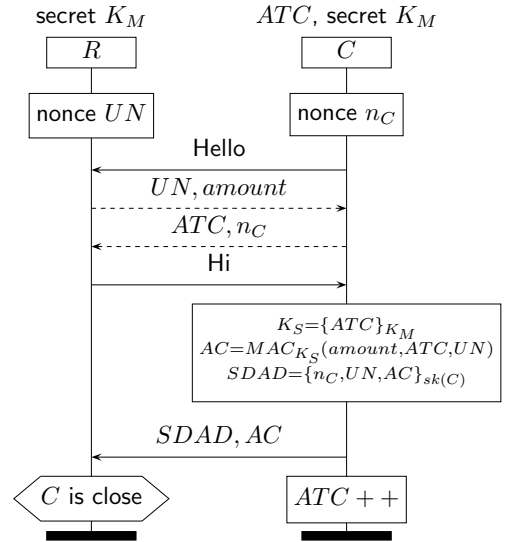 secret K_M
ATC, secret K_M
R
C
nonce UN
nonce n_C
Hello
UN, amount
ATC, n_C
Hi
K_S={ATC}_{K_M}
AC=MAC_{K_S}(amount,ATC,UN)
SDAD={n_C,UN,AC}_{sk(C)}
SDAD, AC
C is close
ATC ++